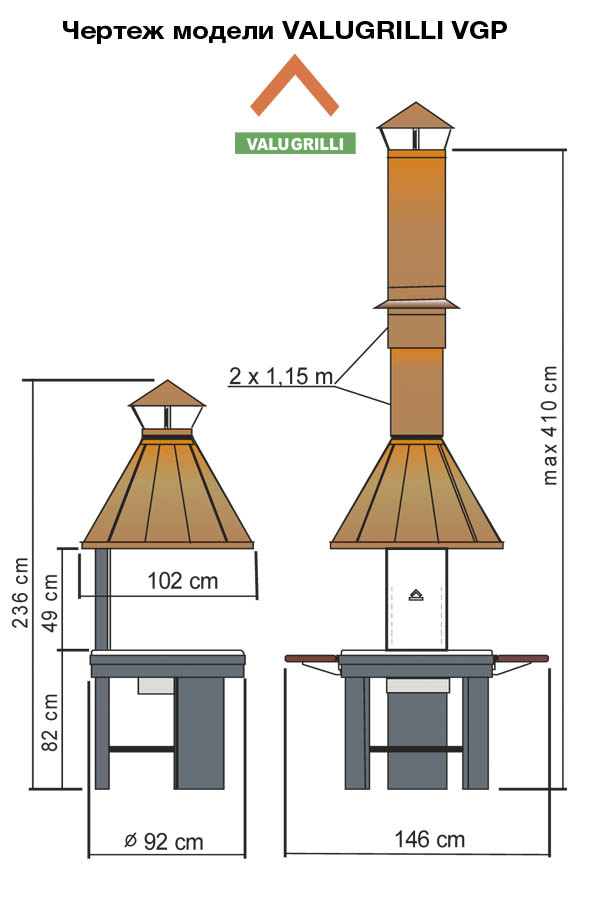 Чертеж модели VALUGRILLI VGP
VALUGRILLI
2 x 1,15 m
max 410 cm
236 cm
49 cm
102 cm
82 cm
⌀ 92 cm
146 cm